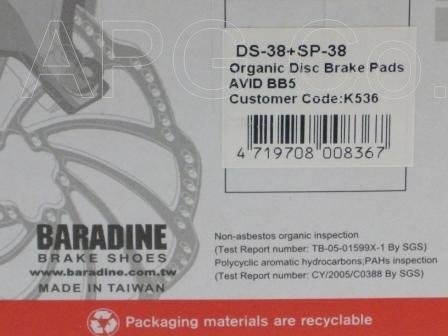 APG Co.
DS-38+SP-38
Organic Disc Brake Pads
AVID BB5
Customer Code:K536
4 719708 008367
BARADINE
BRAKE SHOES
www.baradine.com.tw
MADE IN TAIWAN
Non-asbestos organic inspection
(Test Report number: TB-05-01599X-1 By SGS)
Polycyclic aromatic hydrocarbons;PAHs inspection
(Test Report number: CY/2005/C0388 By SGS)
Packaging materials are recyclable